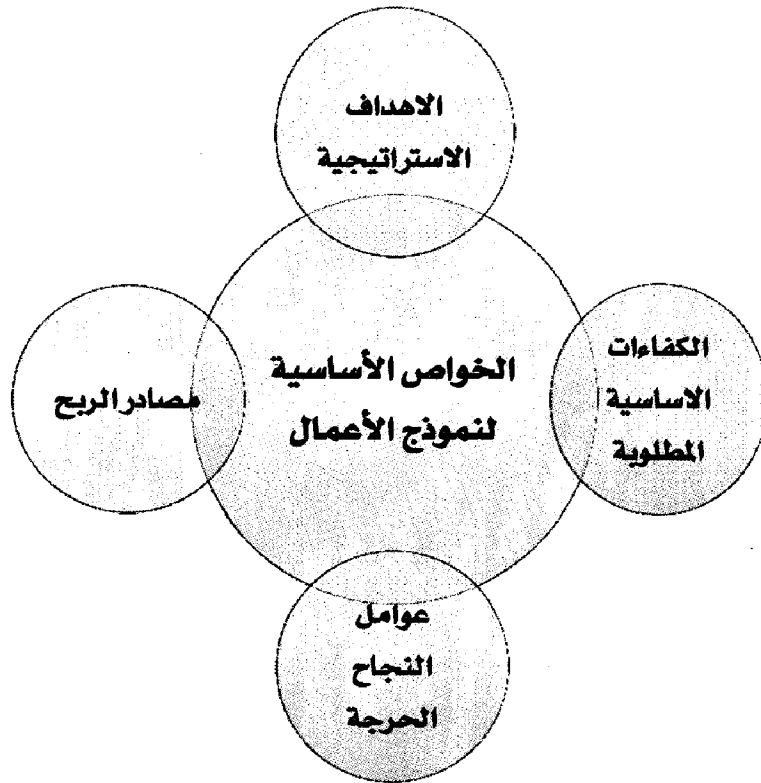 الاهداف
الاستراتيجية
الخواص الأساسية
لنموذج الأعمال
الكفاءات
الاساسية
المطلوبة
مصادر الربح
عوامل
النجاح
الحرجة